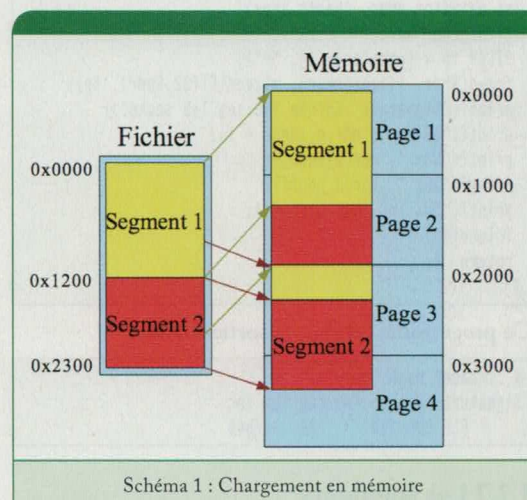 Mémoire
0x0000
Fichier
Page 1
0x0000
Segment 1
0x1000
Segment 1
Page 2
0x1200
0x2000
Segment 2
Page 3
Segment 2
0x2300
0x3000
Page 4
Schéma 1 : Chargement en mémoire